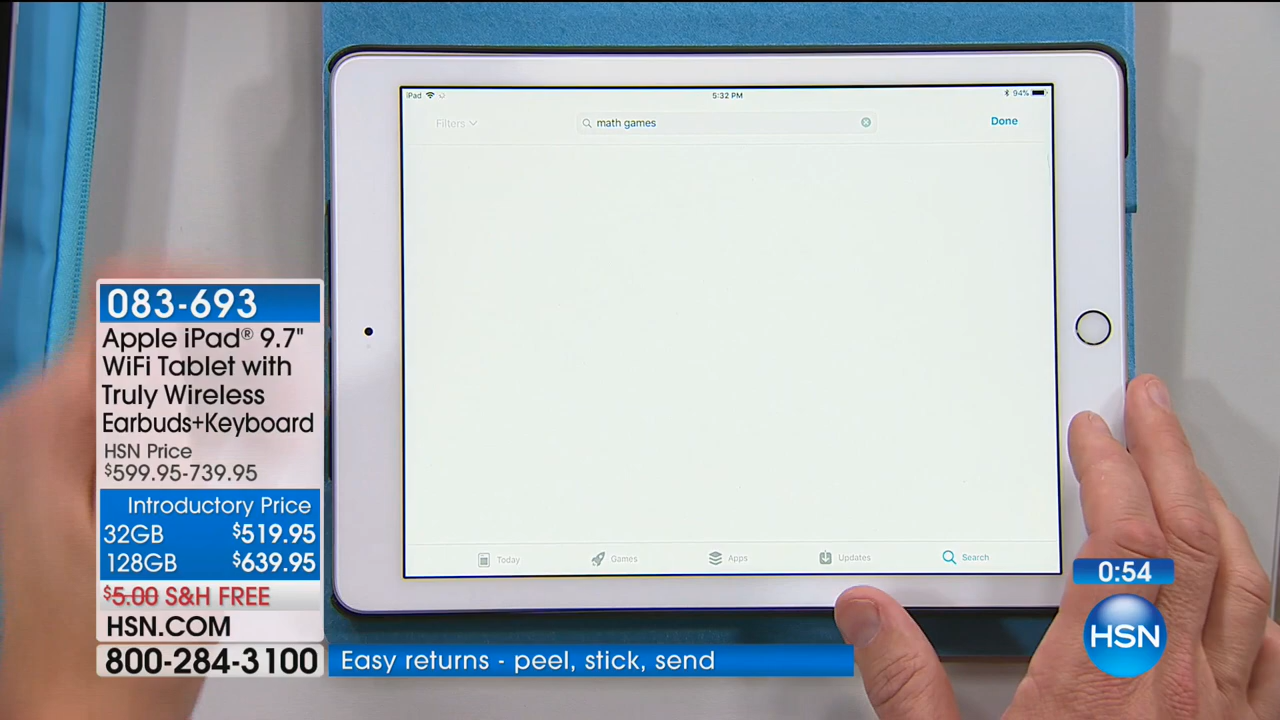 iPad 5:32 PM 94%
Filters math games Done
Today Games Apps Updates Search
083-693
Apple iPad® 9.7"
WiFi Tablet with
Truly Wireless
Earbuds+Keyboard
HSN Price
$599.95-739.95
Introductory Price
32GB $519.95
128GB $639.95
$5.00 S&H FREE
HSN.COM
800-284-3100
Easy returns - peel, stick, send
0:54
HSN